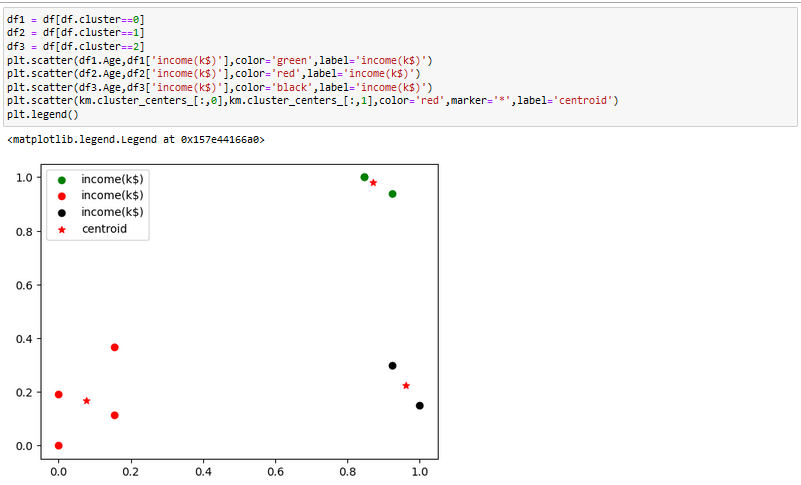 df1 = df[df.cluster==0]
df2 = df[df.cluster==1]
df3 = df[df.cluster==2]
plt.scatter(df1.Age,df1['income(k$)'],color='green',label='income(k$)')
plt.scatter(df2.Age,df2['income(k$)'],color='red',label='income(k$)')
plt.scatter(df3.Age,df3['income(k$)'],color='black',label='income(k$)')
plt.scatter(km.cluster_centers_[:,0],km.cluster_centers_[:,1],color='red',marker='*',label='centroid')
plt.legend()
<matplotlib.legend.Legend at 0x157e44166a0>
income(k$)
income(k$)
income(k$)
centroid
1.0
0.8
0.6
0.4
0.2
0.0
0.0 0.2 0.4 0.6 0.8 1.0